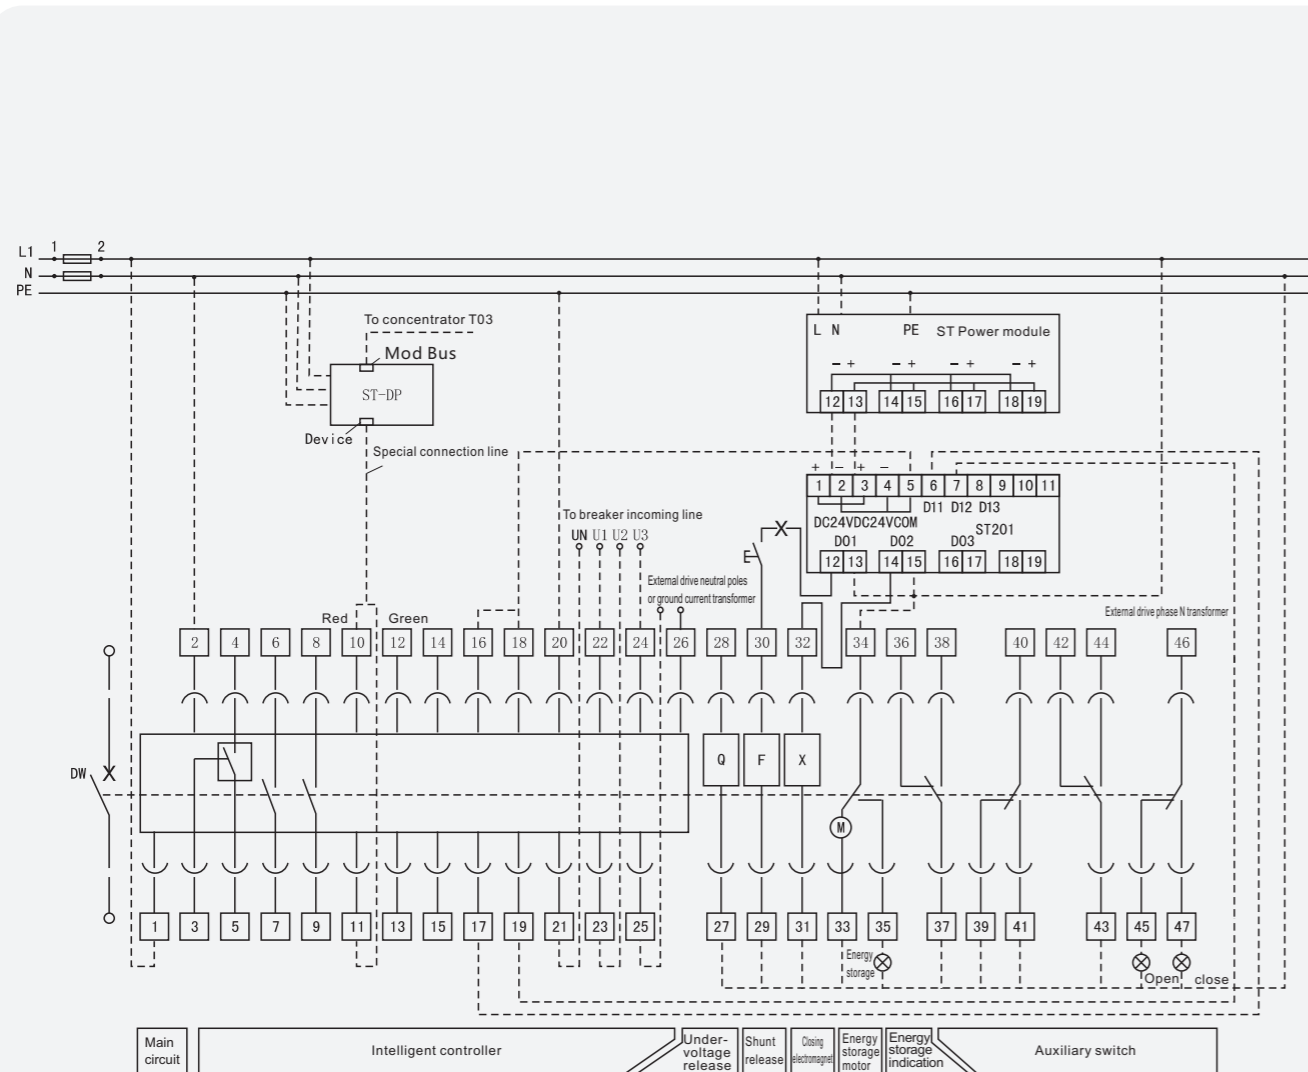 L1 1 2
N
PE
To concentrator T03
Mod Bus
ST-DP
Device
Special connection line
L N PE ST Power module
− + − + − + − +
12 13 14 15 16 17 18 19
+ − + −
1 2 3 4 5 6 7 8 9 10 11
D11 D12 D13
DC24VDC24VCOM
ST201
DO1 DO2 DO3
12 13 14 15 16 17 18 19
To breaker incoming line
UN U1 U2 U3
External drive neutral poles
or ground current transformer
External drive phase N transformer
Red Green
2 4 6 8 10 12 14 16 18 20 22 24 26 28 30 32 34 36 38 40 42 44 46
DW
Q F X
M
1 3 5 7 9 11 13 15 17 19 21 23 25 27 29 31 33 35 37 39 41 43 45 47
Energy
storage
Open close
Main
circuit
Intelligent controller
Under-
voltage
release
Shunt
release
Closing
electromagnet
Energy
storage
motor
Energy
storage
indication
Auxiliary switch